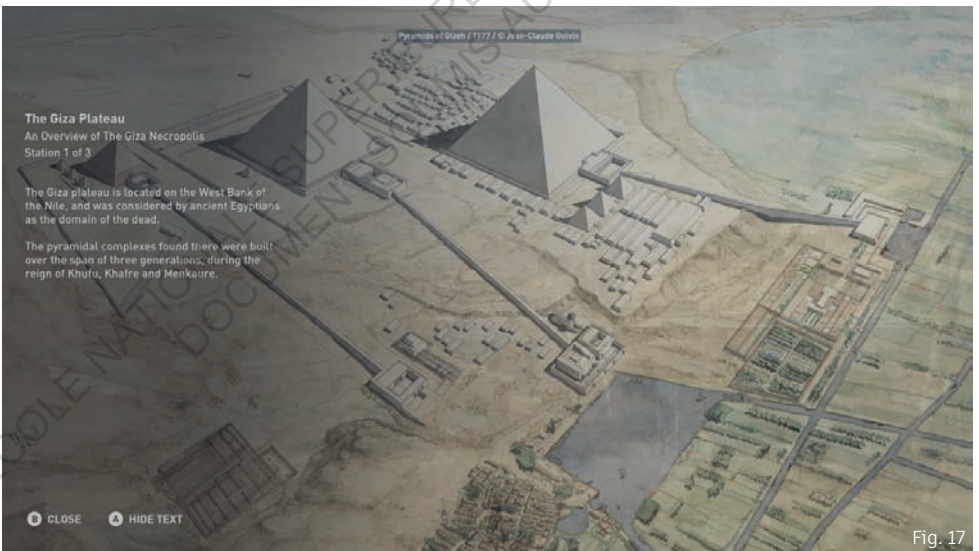 Pyramids of Gizeh / 1177 / © Jean-Claude Golvin
The Giza Plateau
An Overview of The Giza Necropolis
Station 1 of 3
The Giza plateau is located on the West Bank of
the Nile, and was considered by ancient Egyptians
as the domain of the dead.
The pyramidal complexes found there were built
over the span of three generations, during the
reign of Khufu, Khafre and Menkaure.
B CLOSE
A HIDE TEXT
Fig. 17